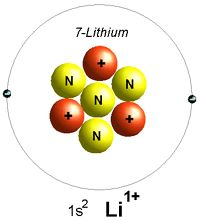 7-Lithium
+
N N
N
+ +
N
1s² Li¹⁺